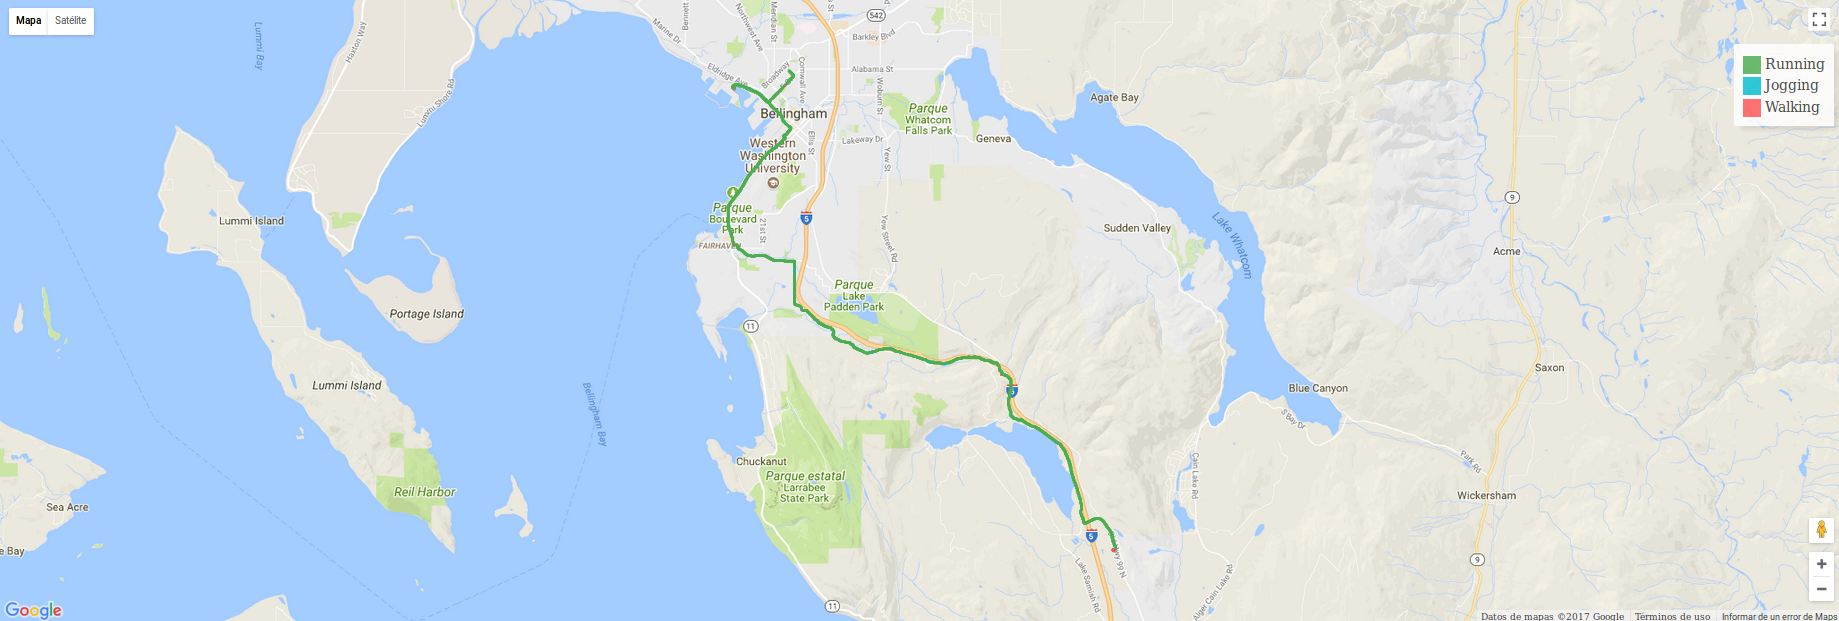 Mapa
Satélite
Running
Jogging
Walking
Lummi Bay
Haxton Way
Lummi Shore Rd
Marine Dr
Bennett
Northwest Ave
Meridian St
542
Barkley Blvd
Eldridge Ave
Broadway
Cornwall Ave
Alabama St
Woburn St
Agate Bay
Bellingham
Parque
Whatcom
Falls Park
Ellis St
Lakeway Dr
Geneva
Western
Washington
University
Yew St
Parque
Boulevard
Park
21st St
5
Yew Street Rd
FAIRHAVEN
Lummi Island
Sudden Valley
Lake Whatcom
9
Acme
Portage Island
Parque
Lake
Padden Park
11
Lummi Island
Bellingham Bay
5
Blue Canyon
Saxon
S Bay Dr
Park Rd
Chuckanut
Parque estatal
Larrabee
State Park
Cain Lake Rd
Reil Harbor
Sea Acre
Wickersham
e Bay
5
Hwy 99 N
Lake Samish Rd
Alger Cain Lake Rd
9
11
Google
Datos de mapas ©2017 Google
Términos de uso
Informar de un error de Maps